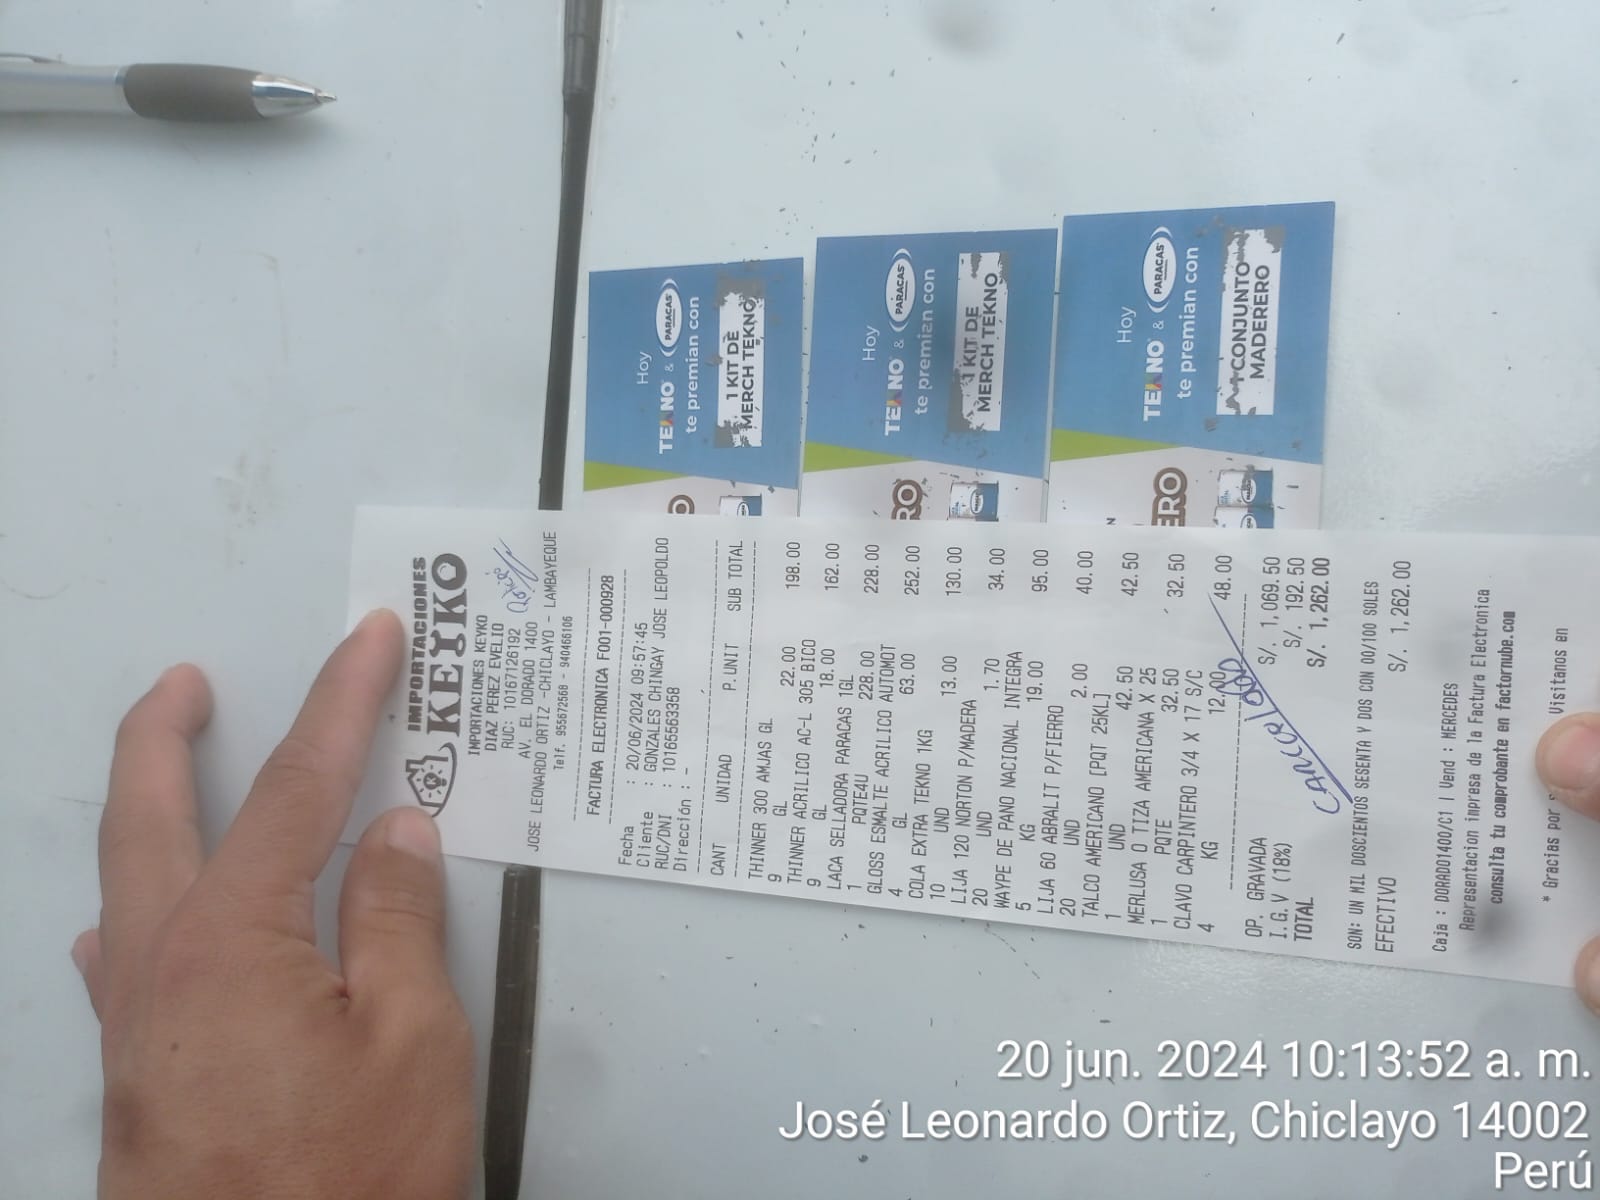 IMPORTACIONES
KEYKO
IMPORTACIONES KEYKO
DIAZ PEREZ EVELIO
RUC: 10167126192
AV. EL DORADO 1400
JOSE LEONARDO ORTIZ -CHICLAYO - LAMBAYEQUE
Telf. 955672568 - 940466106
FACTURA ELECTRONICA F001-000928
Fecha : 20/06/2024 09:57:45
Cliente : GONZALES CHINGAY JOSE LEOPOLDO
RUC/DNI : 10165563358
Dirección : -
CANT UNIDAD P.UNIT SUB TOTAL
THINNER 300 AMJAS GL
9 GL 22.00 198.00
THINNER ACRILICO AC-L 305 BICO
9 GL 18.00 162.00
LACA SELLADORA PARACAS 1GL
1 PQTE4U 228.00 228.00
GLOSS ESMALTE ACRILICO AUTOMOT
4 GL 63.00 252.00
COLA EXTRA TEKNO 1KG
10 UND 13.00 130.00
LIJA 120 NORTON P/MADERA
20 UND 1.70 34.00
WAYPE DE PANO NACIONAL INTEGRA
5 KG 19.00 95.00
LIJA 60 ABRALIT P/FIERRO
20 UND 2.00 40.00
TALCO AMERICANO [PQT 25KL]
1 UND 42.50 42.50
MERLUSA O TIZA AMERICANA X 25
1 PQTE 32.50 32.50
CLAVO CARPINTERO 3/4 X 17 S/C
4 KG 12.00 48.00
CANCELADO
OP. GRAVADA S/. 1,069.50
I.G.V (18%) S/. 192.50
TOTAL S/. 1,262.00
SON: UN MIL DOSCIENTOS SESENTA Y DOS CON 00/100 SOLES
EFECTIVO S/. 1,262.00
Caja : DORADO1400/C1 | Vend : MERCEDES
Representacion impresa de la Factura Electronica
consulta tu comprobante en factornube.com
* Gracias por Visitanos en
Hoy
TEKNO & PARACAS
te premian con
1 KIT DE
MERCH TEKNO
Hoy
TEKNO & PARACAS
te premian con
1 KIT DE
MERCH TEKNO
RO
Hoy
TEKNO & PARACAS
te premian con
1 CONJUNTO
MADERERO
ERO
20 jun. 2024 10:13:52 a. m.
José Leonardo Ortiz, Chiclayo 14002
Perú